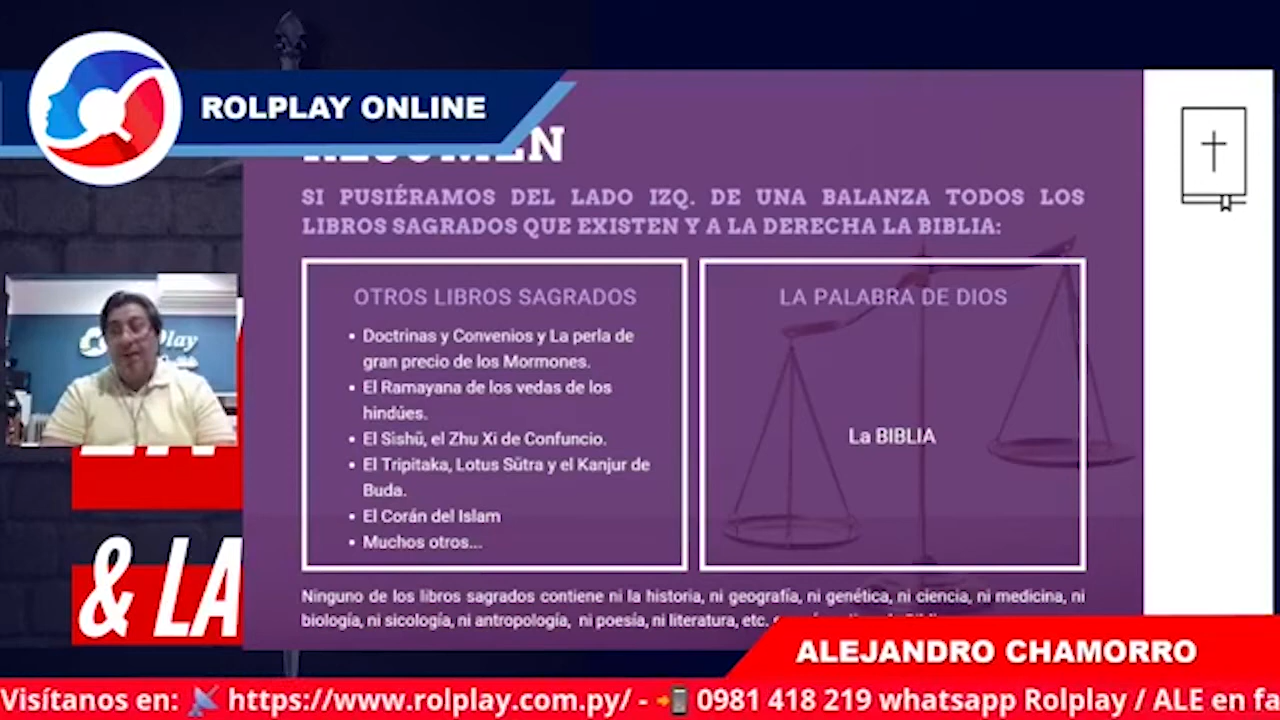 ROLPLAY ONLINE
RESUMEN
SI PUSIÉRAMOS DEL LADO IZQ. DE UNA BALANZA TODOS LOS
LIBROS SAGRADOS QUE EXISTEN Y A LA DERECHA LA BIBLIA:
OTROS LIBROS SAGRADOS
• Doctrinas y Convenios y La perla de
gran precio de los Mormones.
• El Ramayana de los vedas de los
hindúes.
• El Sishū, el Zhu Xi de Confuncio.
• El Tripitaka, Lotus Sūtra y el Kanjur de
Buda.
• El Corán del Islam
• Muchos otros...
LA PALABRA DE DIOS
La BIBLIA
Ninguno de los libros sagrados contiene ni la historia, ni geografía, ni genética, ni ciencia, ni medicina, ni
biología, ni sicología, ni antropología, ni poesía, ni literatura, etc.
& LA
ALEJANDRO CHAMORRO
Visítanos en: https://www.rolplay.com.py/ - 0981 418 219 whatsapp Rolplay / ALE en fa